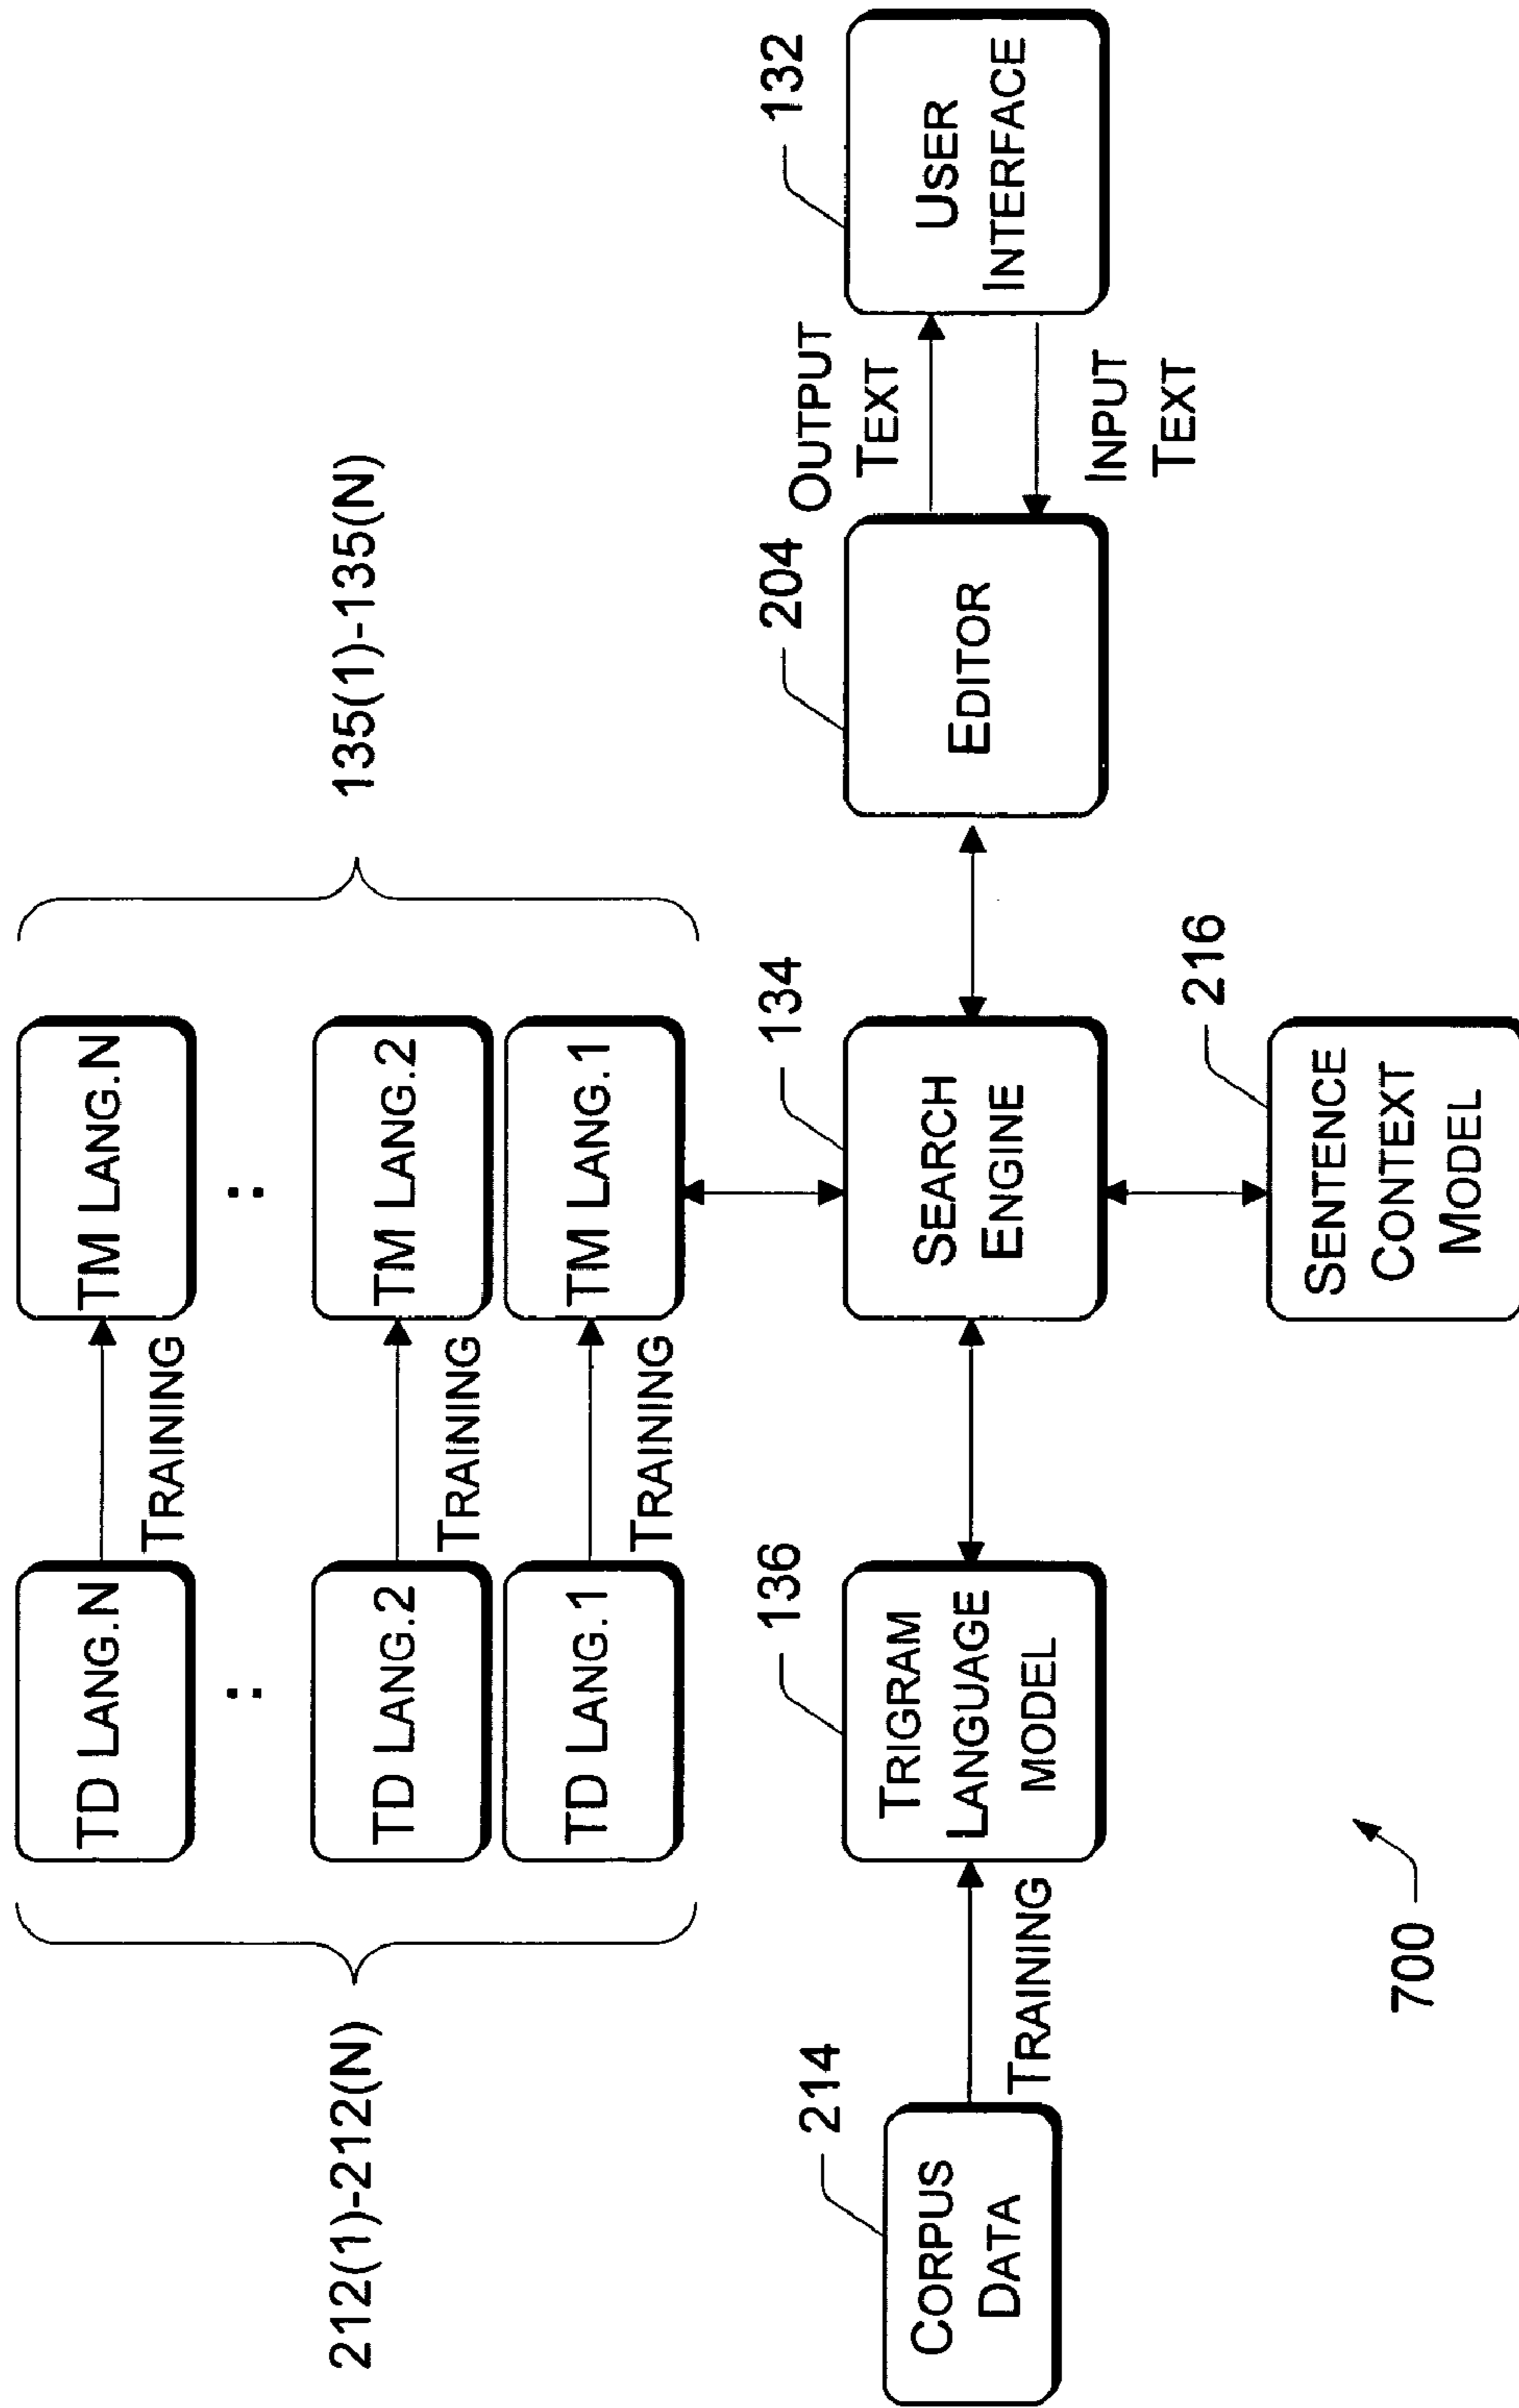 212(1)-212(N)
135(1)-135(N)
TD LANG.N
TRAINING
TM LANG.N
:
:
TD LANG.2
TRAINING
TM LANG.2
TD LANG.1
TRAINING
TM LANG.1
214
136
134
204
132
CORPUS
DATA
TRAINING
TRIGRAM
LANGUAGE
MODEL
SEARCH
ENGINE
EDITOR
OUTPUT
TEXT
INPUT
TEXT
USER
INTERFACE
216
SENTENCE
CONTEXT
MODEL
700